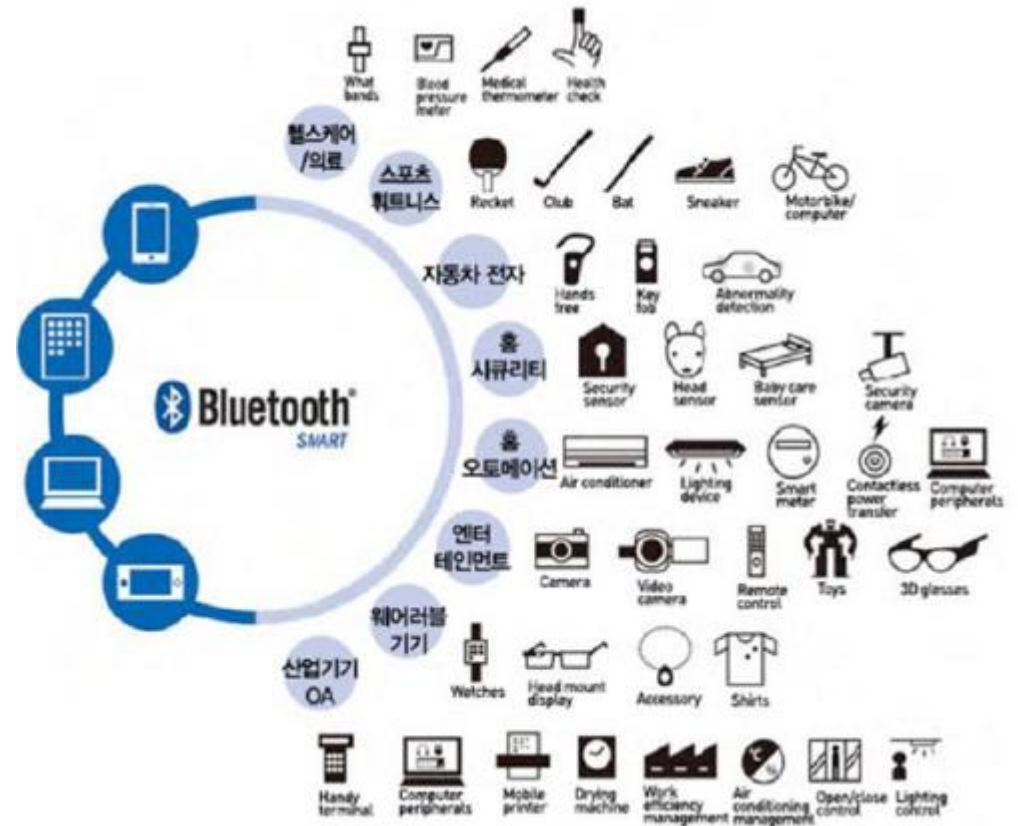 What
bands
Blood
pressure
meter
Medical
thermometer
Health
check
헬스케어
/의료
스포츠
휘트니스
Rocket
Club
Bat
Sneaker
Motorbike/
computer
자동차 전자
Hands
free
Key
fob
Abnormality
detection
홈
시큐리티
Security
sensor
Head
sensor
Baby care
sensor
Security
camera
Bluetooth®
SMART
홈
오토메이션
Air conditioner
Lighting
device
Smart
meter
Contactless
power
transfer
Computer
peripherals
엔터
테인먼트
Camera
Video
camera
Remote
control
Toys
3D glasses
웨어러블
기기
Watches
Head mount
display
Accessory
Shirts
산업기기
OA
Handy
terminal
Computer
peripherals
Mobile
printer
Drying
machine
Work
efficiency
management
Air
conditioning
management
Open/close
control
Lighting
control